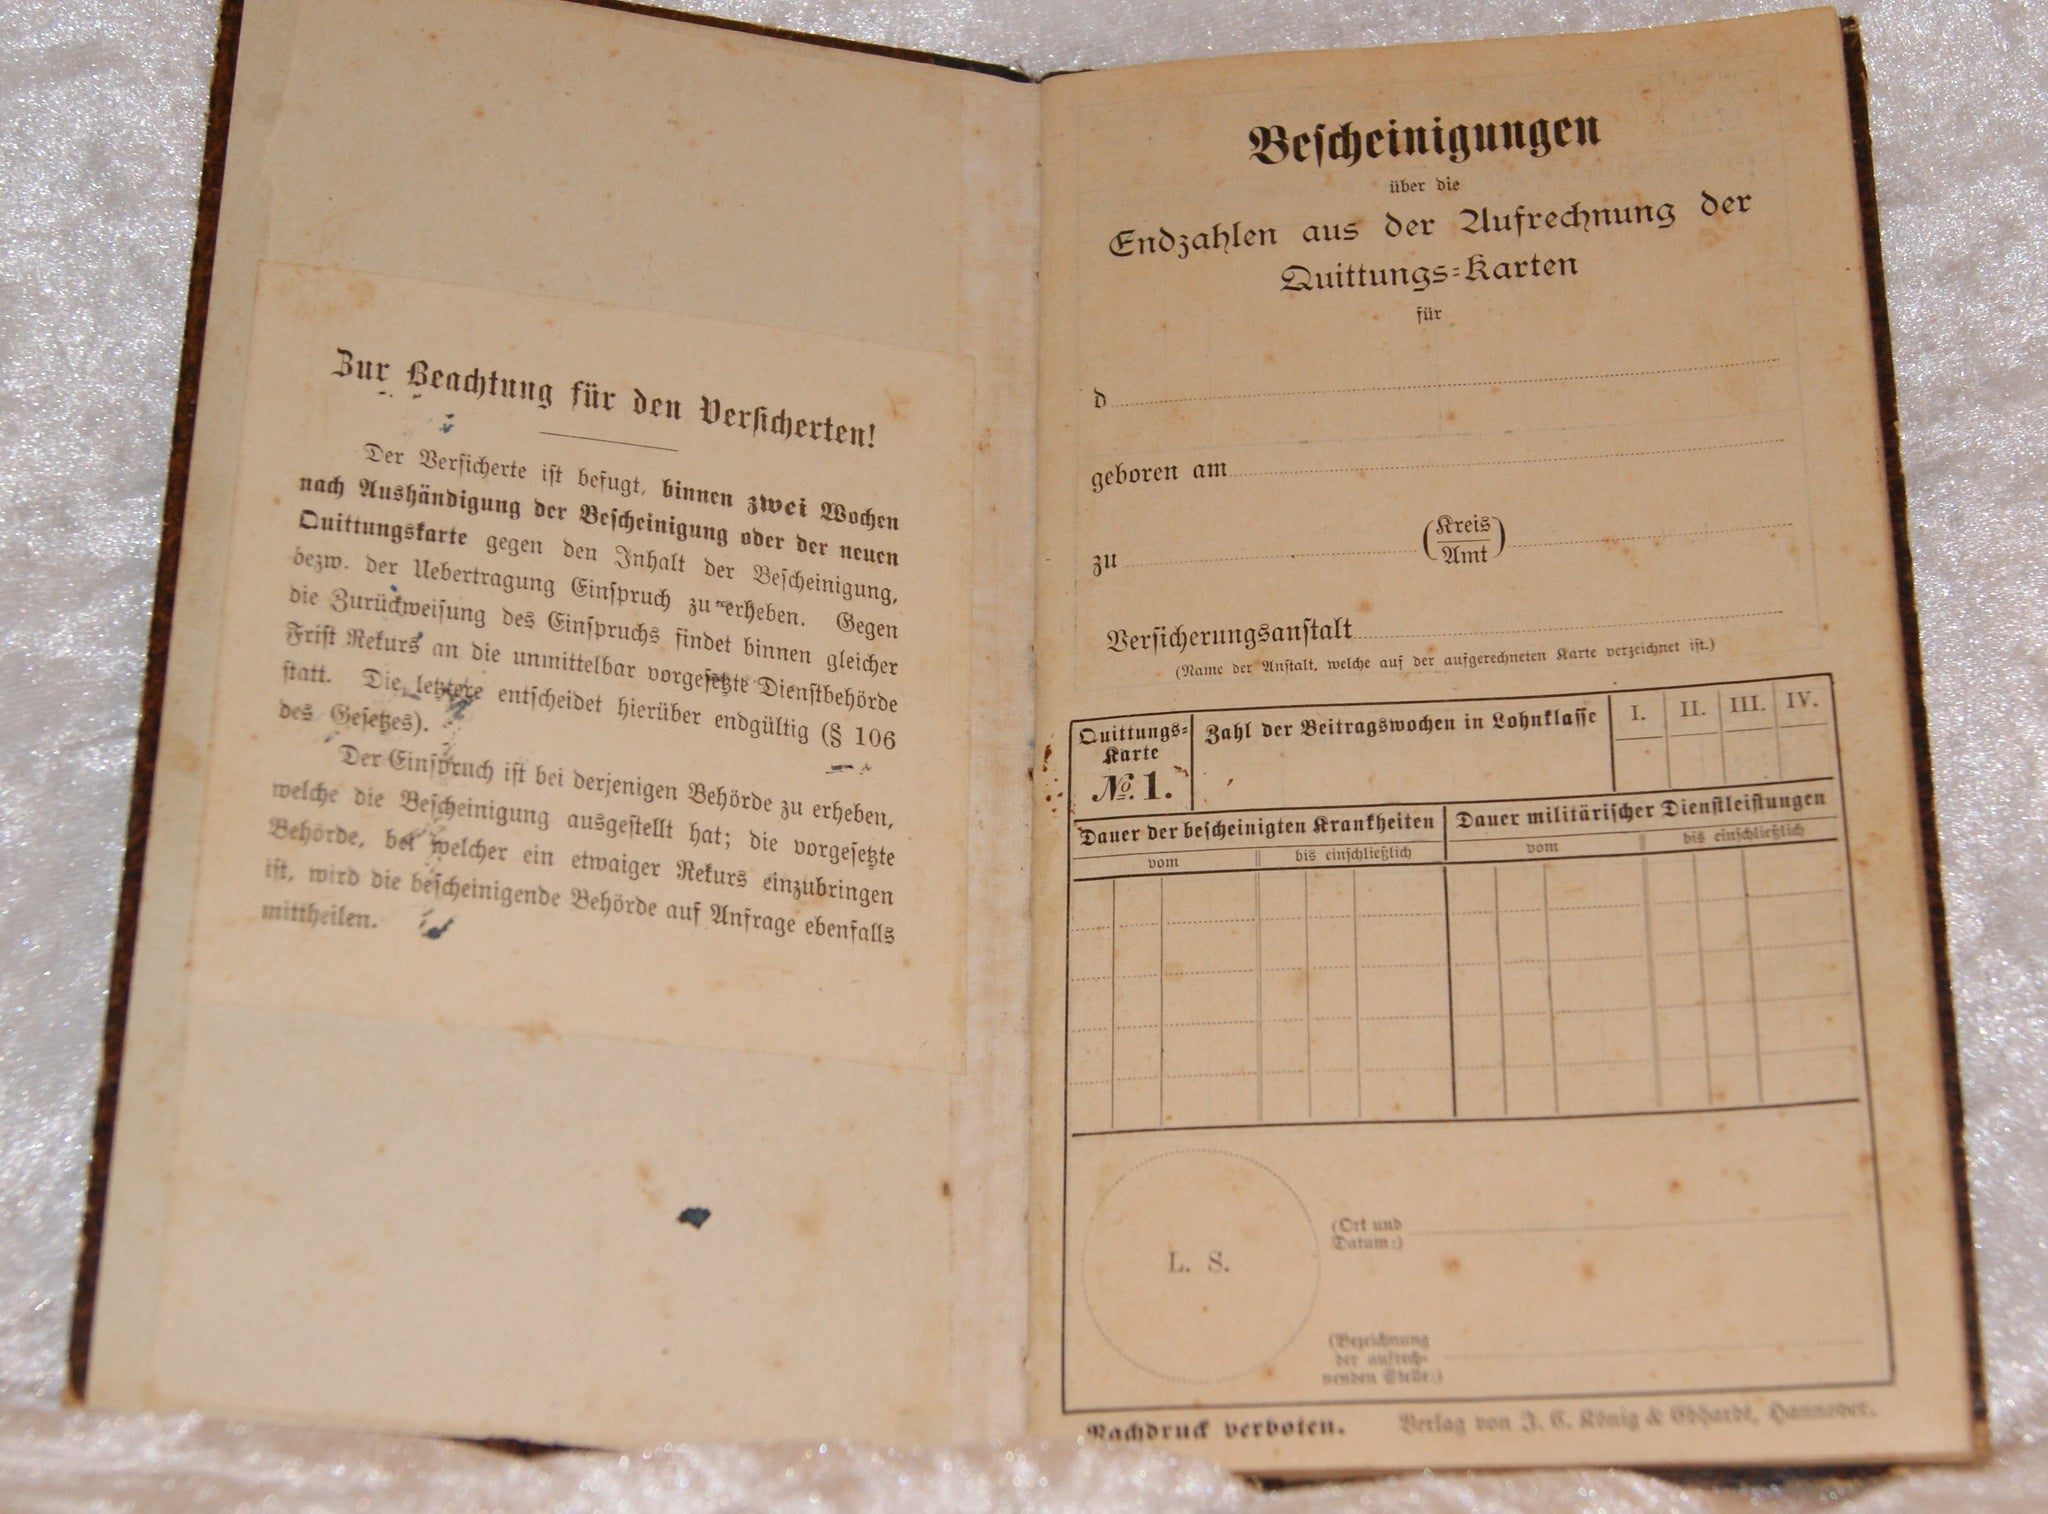 Zur Beachtung für den Versicherten!
Der Versicherte ist befugt, binnen zwei Wochen
nach Aushändigung der Bescheinigung oder der neuen
Quittungskarte gegen den Inhalt der Bescheinigung,
bezw. der Uebertragung Einspruch zu erheben. Gegen
die Zurückweisung des Einspruchs findet binnen gleicher
Frist Rekurs an die unmittelbar vorgesetzte Dienstbehörde
statt. Die letztere entscheidet hierüber endgültig (§ 106
des Gesetzes).
Der Einspruch ist bei derjenigen Behörde zu erheben,
welche die Bescheinigung ausgestellt hat; die vorgesetzte
Behörde, bei welcher ein etwaiger Rekurs einzubringen
ist, wird die bescheinigende Behörde auf Anfrage ebenfalls
mittheilen.
Bescheinigungen
über die
Endzahlen aus der Aufrechnung der
Quittungs=Karten
für
d
geboren am
zu (Kreis
Amt)
Versicherungsanstalt
(Name der Anstalt, welche auf der aufgerechneten Karte verzeichnet ist.)
Quittungs=
Karte
No. 1.
Zahl der Beitragswochen in Lohnklasse I. II. III. IV.
Dauer der bescheinigten Krankheiten Dauer militärischer Dienstleistungen
vom bis einschließlich vom bis einschließlich
L. S.
(Ort und
Datum:)
(Bezeichnung
der aufrech-
nenden Stelle:)
Nachdruck verboten. Verlag von J. C. König & Ebhardt, Hannover.